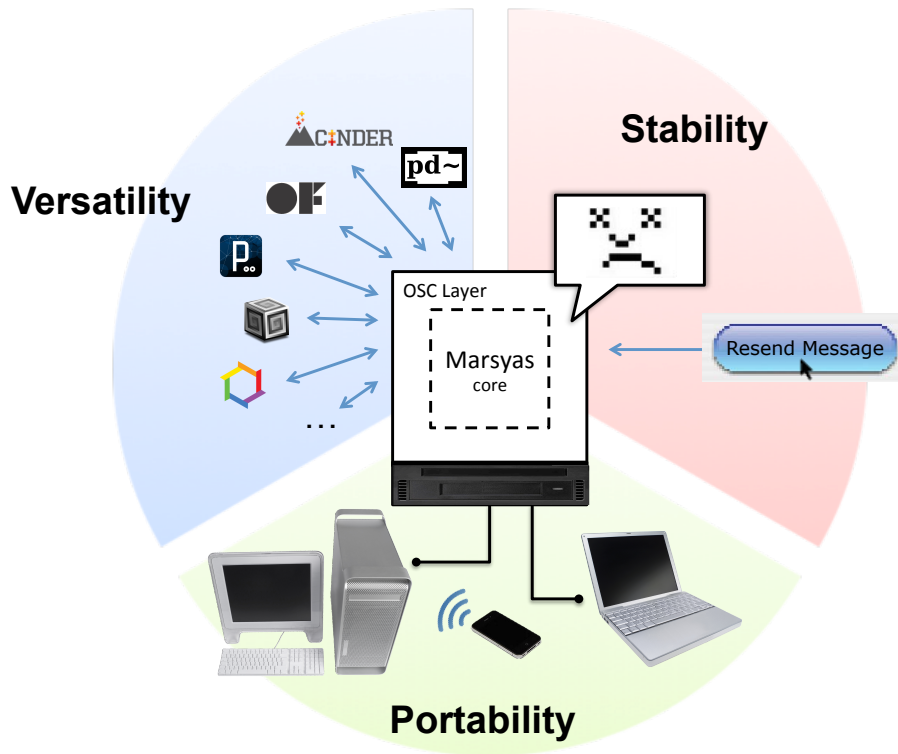 Stability
CINDER
pd~
Versatility
OF
P
OSC Layer
Marsyas
core
Resend Message
...
Portability